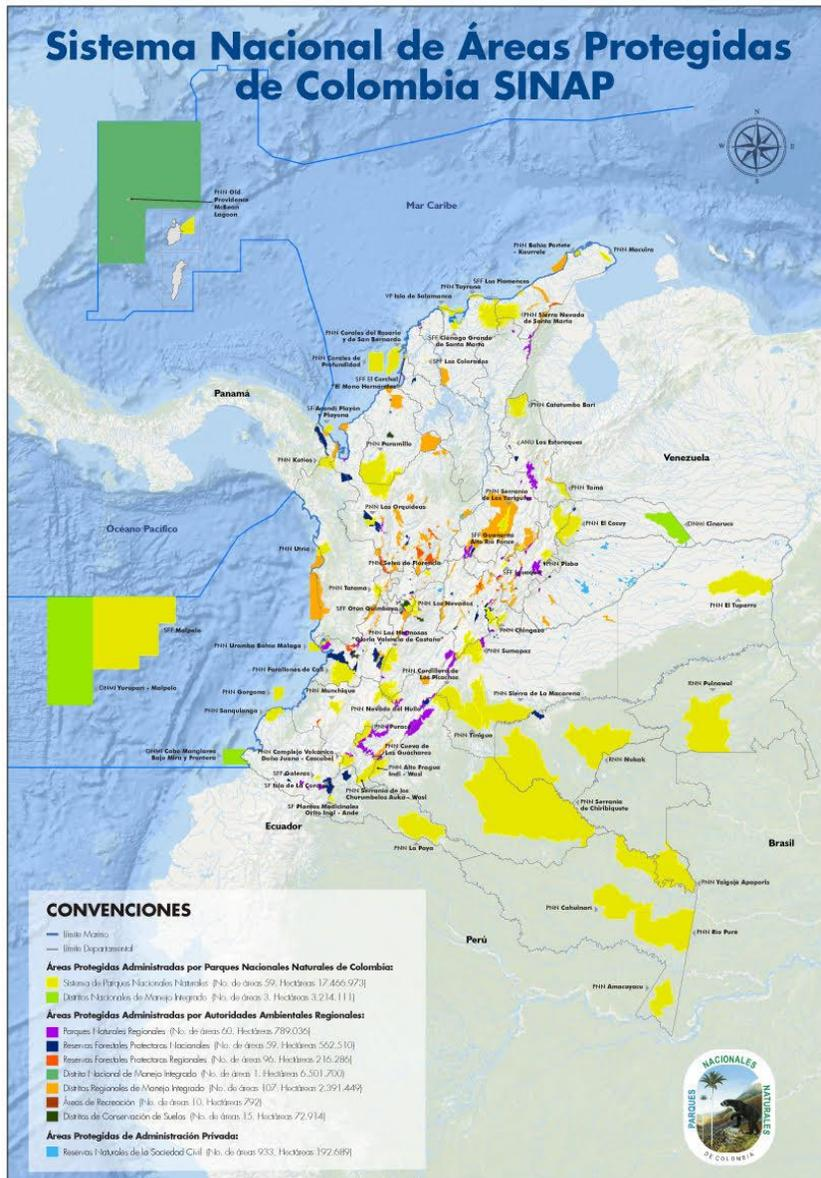 Sistema Nacional de Áreas Protegidas
de Colombia SINAP
N
W
E
S
PNN Old
Providence
McBean
Lagoon
Mar Caribe
PNN Bahía Portete
- Kaurrele
PNN Macuira
SFF Los Flamencos
PNN Tayrona
VP Isla de Salamanca
PNN Sierra Nevada
de Santa Marta
PNN Corales del Rosario
y de San Bernardo
SFF Ciénaga Grande
de Santa Marta
PNN Corales de
Profundidad
SFF Los Colorados
SFF El Corchal
"El Mono Hernández"
Panamá
PNN Catatumbo Barí
SF Acandí Playón
y Playona
PNN Paramillo
ANU Los Estoraques
Venezuela
PNN Katíos
PNN Tamá
PNN Serranía
de Los Yariguíes
PNN Las Orquídeas
DNMI Cinaruco
Océano Pacífico
PNN El Cocuy
SFF Guanentá
Alto Río Fonce
PNN Utría
PNN Selva de Florencia
PNN Pisba
SFF Iguaque
PNN Tatamá
PNN El Tuparro
SFF Otún Quimbaya
PNN Los Nevados
SFF Malpelo
PNN Chingaza
PNN Las Hermosas
"Gloria Valencia de Castaño"
PNN Uramba Bahía Málaga
PNN Sumapaz
PNN Farallones de Cali
PNN Cordillera de
Los Picachos
DNMI Yurupari - Malpelo
PNN Gorgona
PNN Munchique
PNN Sierra de La Macarena
PNN Puinawai
PNN Sanquianga
PNN Nevado del Huila
PNN Puracé
PNN Tinigua
DNMI Cabo Manglares
Bajo Mira y Frontera
PNN Complejo Volcánico
Doña Juana - Cascabel
PNN Cueva de
Los Guácharos
PNN Nukak
SFF Galeras
PNN Alto Fragua
Indi - Wasi
SF Isla de La Corota
PNN Serranía de los
Churumbelos Auka - Wasi
PNN Serranía
de Chiribiquete
SF Plantas Medicinales
Orito Ingi - Ande
Ecuador
Brasil
PNN La Paya
PNN Yaigojé Apaporis
PNN Cahuinarí
PNN Río Puré
Perú
PNN Amacayacu
CONVENCIONES
Límite Marino
Límite Departamental
Áreas Protegidas Administradas por Parques Nacionales Naturales de Colombia:
Sistema de Parques Nacionales Naturales (No. de áreas 59, Hectáreas 17.466.973)
Distritos Nacionales de Manejo Integrado (No. de áreas 3, Hectáreas 3.214.111)
Áreas Protegidas Administradas por Autoridades Ambientales Regionales:
Parques Naturales Regionales (No. de áreas 60, Hectáreas 789.036)
Reservas Forestales Protectoras Nacionales (No. de áreas 59, Hectáreas 562.510)
Reservas Forestales Protectoras Regionales (No. de áreas 96, Hectáreas 216.286)
Distrito Nacional de Manejo Integrado (No. de áreas 1, Hectáreas 6.501.700)
Distritos Regionales de Manejo Integrado (No. de áreas 107, Hectáreas 2.391.449)
Áreas de Recreación (No. de áreas 10, Hectáreas 792)
Distritos de Conservación de Suelos (No. de áreas 15, Hectáreas 72.914)
Áreas Protegidas de Administración Privada:
Reservas Naturales de la Sociedad Civil (No. de áreas 933, Hectáreas 192.689)
PARQUES NACIONALES NATURALES
DE COLOMBIA